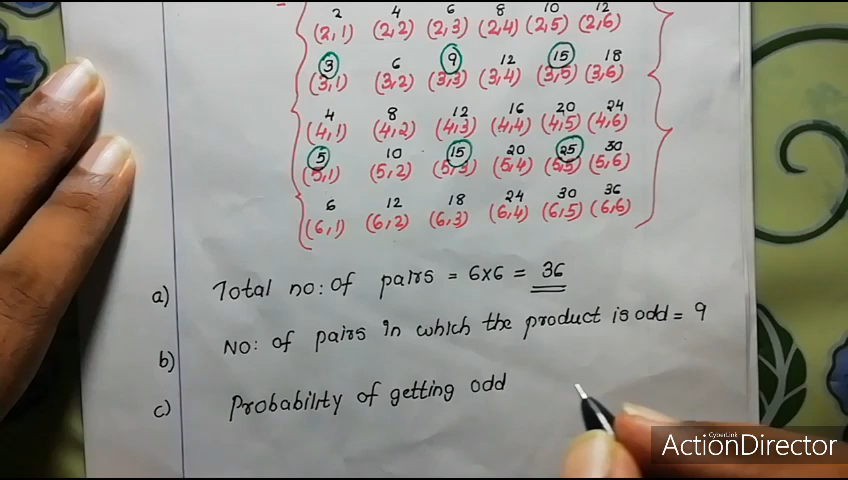 2 4 6 8 10 12
(2,1) (2,2) (2,3) (2,4) (2,5) (2,6)
3 6 9 12 15 18
(3,1) (3,2) (3,3) (3,4) (3,5) (3,6)
4 8 12 16 20 24
(4,1) (4,2) (4,3) (4,4) (4,5) (4,6)
5 10 15 20 25 30
(5,1) (5,2) (5,3) (5,4) (5,5) (5,6)
6 12 18 24 30 36
(6,1) (6,2) (6,3) (6,4) (6,5) (6,6)
a) Total no: of pairs = 6x6 = 36
b) NO: of pairs in which the product is odd = 9
c) Probability of getting odd
CyberLink
ActionDirector